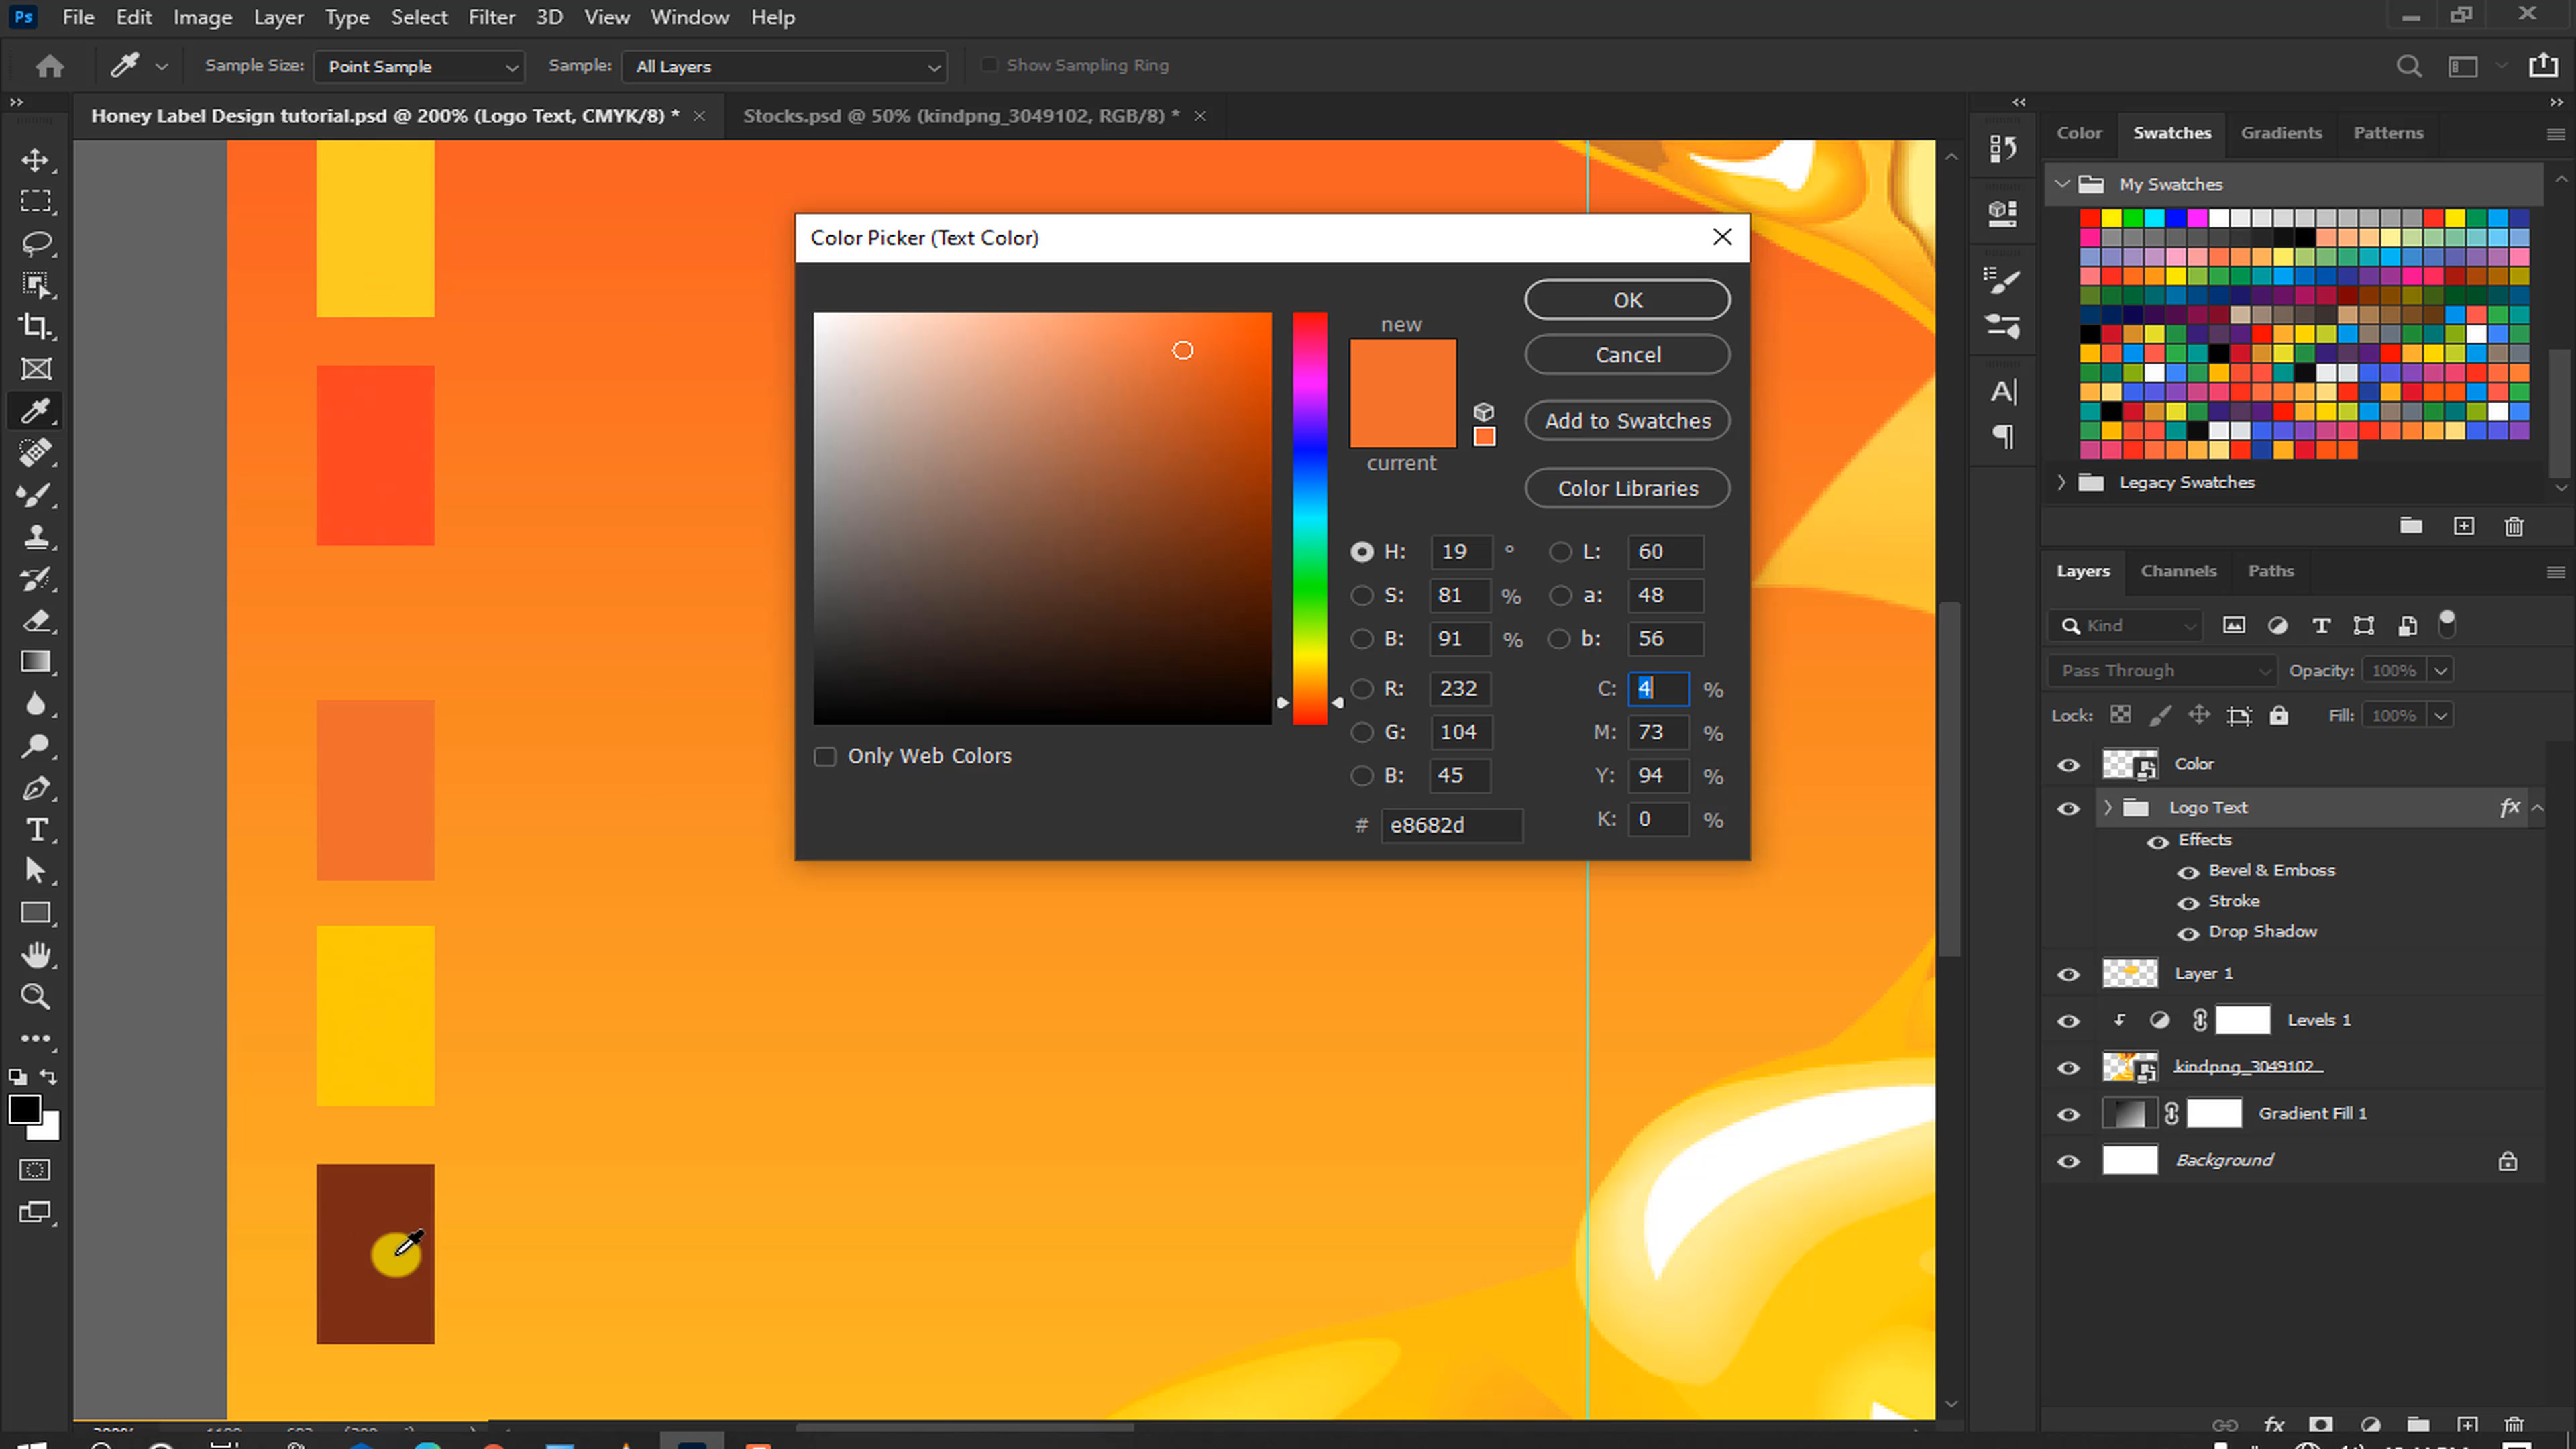 Ps File Edit Image Layer Type Select Filter 3D View Window Help
Sample Size: Point Sample Sample: All Layers Show Sampling Ring
Honey Label Design tutorial.psd @ 200% (Logo Text, CMYK/8) *
Stocks.psd @ 50% (kindpng_3049102, RGB/8) *
Color Picker (Text Color)
new
current
OK
Cancel
Add to Swatches
Color Libraries
H: 19 °
S: 81 %
B: 91 %
R: 232
G: 104
B: 45
# e8682d
L: 60
a: 48
b: 56
C: 4 %
M: 73 %
Y: 94 %
K: 0 %
Only Web Colors
Color Swatches Gradients Patterns
My Swatches
Legacy Swatches
Layers Channels Paths
Kind
Pass Through Opacity: 100%
Lock: Fill: 100%
Color
Logo Text fx
Effects
Bevel & Emboss
Stroke
Drop Shadow
Layer 1
Levels 1
kindpng_3049102
Gradient Fill 1
Background
fx